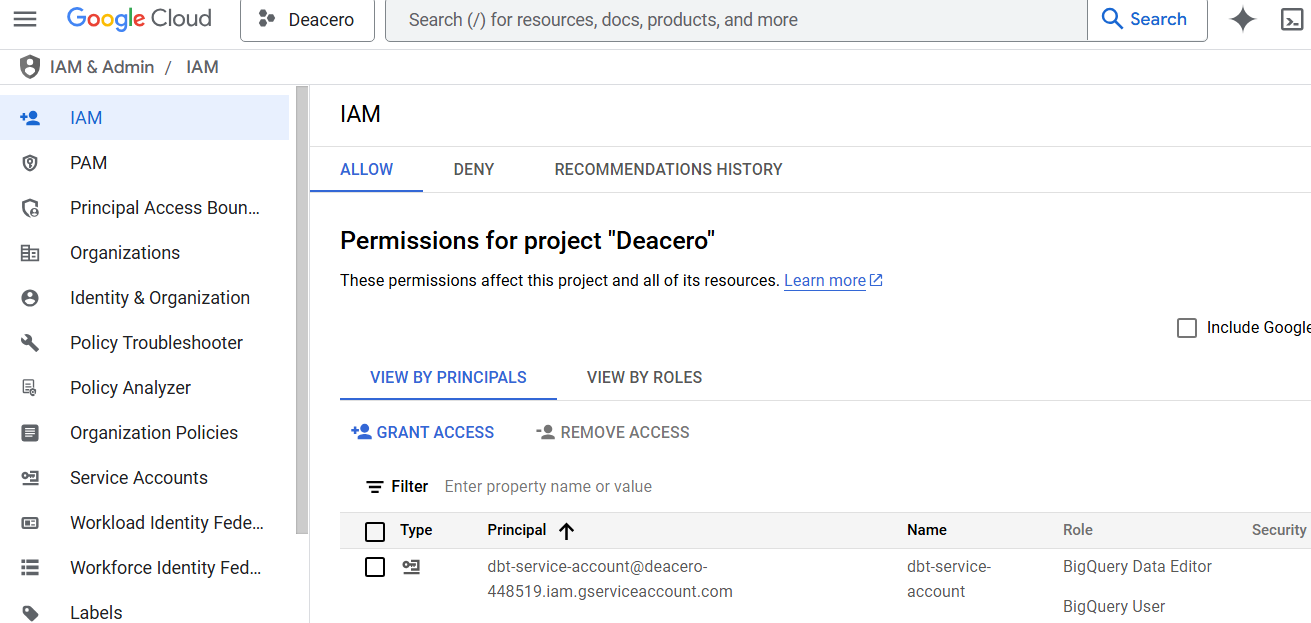 Google Cloud
Deacero
Search (/) for resources, docs, products, and more
Search
IAM & Admin / IAM
IAM
PAM
Principal Access Boun...
Organizations
Identity & Organization
Policy Troubleshooter
Policy Analyzer
Organization Policies
Service Accounts
Workload Identity Fede...
Workforce Identity Fed...
Labels
IAM
ALLOW
DENY
RECOMMENDATIONS HISTORY
Permissions for project "Deacero"
These permissions affect this project and all of its resources. Learn more
Include Google
VIEW BY PRINCIPALS
VIEW BY ROLES
GRANT ACCESS
REMOVE ACCESS
Filter Enter property name or value
Type Principal Name Role Security
dbt-service-account@deacero-
448519.iam.gserviceaccount.com
dbt-service-
account
BigQuery Data Editor
BigQuery User